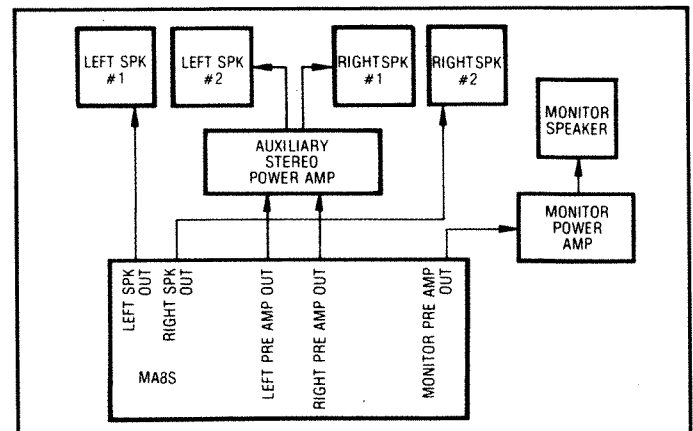 LEFT SPK
#1
LEFT SPK
#2
RIGHT SPK
#1
RIGHT SPK
#2
MONITOR
SPEAKER
AUXILIARY
STEREO
POWER AMP
MONITOR
POWER
AMP
LEFT SPK
OUT
RIGHT SPK
OUT
LEFT PRE AMP OUT
RIGHT PRE AMP OUT
MONITOR PRE AMP
OUT
MA8S